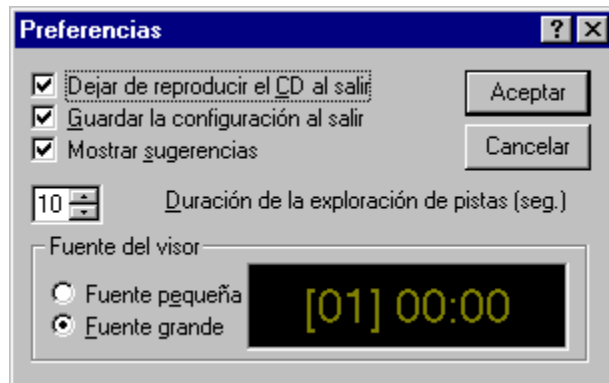 Preferencias
Dejar de reproducir el CD al salir
Guardar la configuración al salir
Mostrar sugerencias
Aceptar
Cancelar
10 Duración de la exploración de pistas (seg.)
Fuente del visor
Fuente pequeña
Fuente grande
[01] 00:00